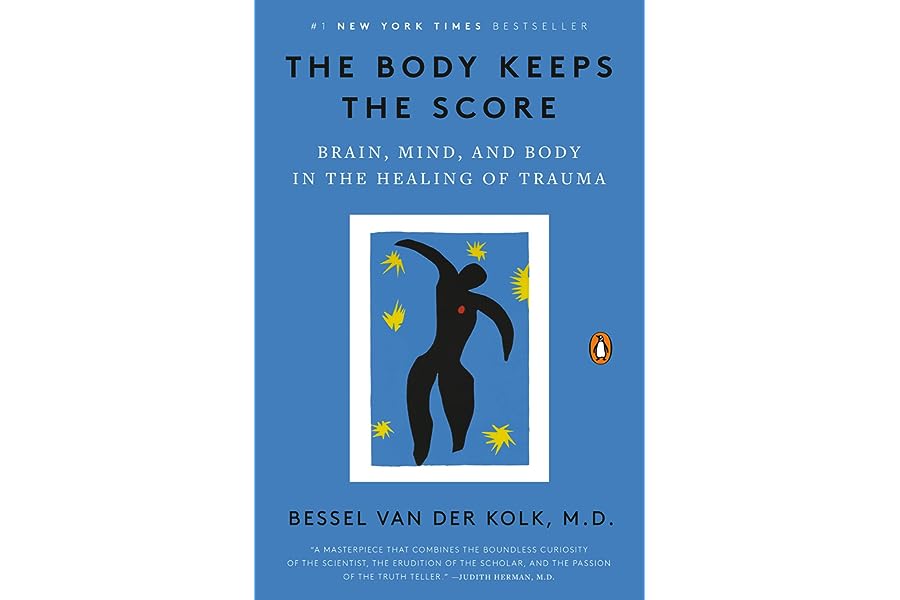 #1 NEW YORK TIMES BESTSELLER
THE BODY KEEPS
THE SCORE
BRAIN, MIND, AND BODY
IN THE HEALING OF TRAUMA
BESSEL VAN DER KOLK, M.D.
"A MASTERPIECE THAT COMBINES THE BOUNDLESS CURIOSITY
OF THE SCIENTIST, THE ERUDITION OF THE SCHOLAR, AND THE PASSION
OF THE TRUTH TELLER." —JUDITH HERMAN, M.D.